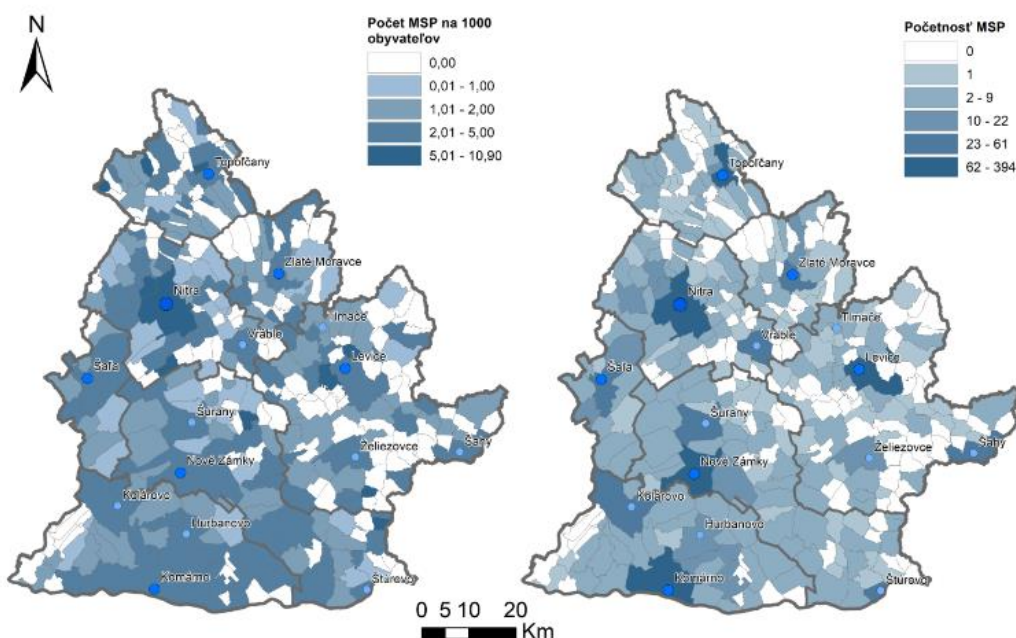 N
Počet MSP na 1000
obyvateľov
0,00
0,01 - 1,00
1,01 - 2,00
2,01 - 5,00
5,01 - 10,90
Topoľčany
Zlaté Moravce
Nitra
Tlmače
Vráble
Levice
Šaľa
Šurany
Želiezovce
Šahy
Nové Zámky
Kolárovo
Hurbanovo
Komárno
Štúrovo
Početnosť MSP
0
1
2 - 9
10 - 22
23 - 61
62 - 394
Topoľčany
Zlaté Moravce
Nitra
Tlmače
Vráble
Levice
Šaľa
Šurany
Želiezovce
Šahy
Nové Zámky
Kolárovo
Hurbanovo
Komárno
Štúrovo
0 5 10 20
Km